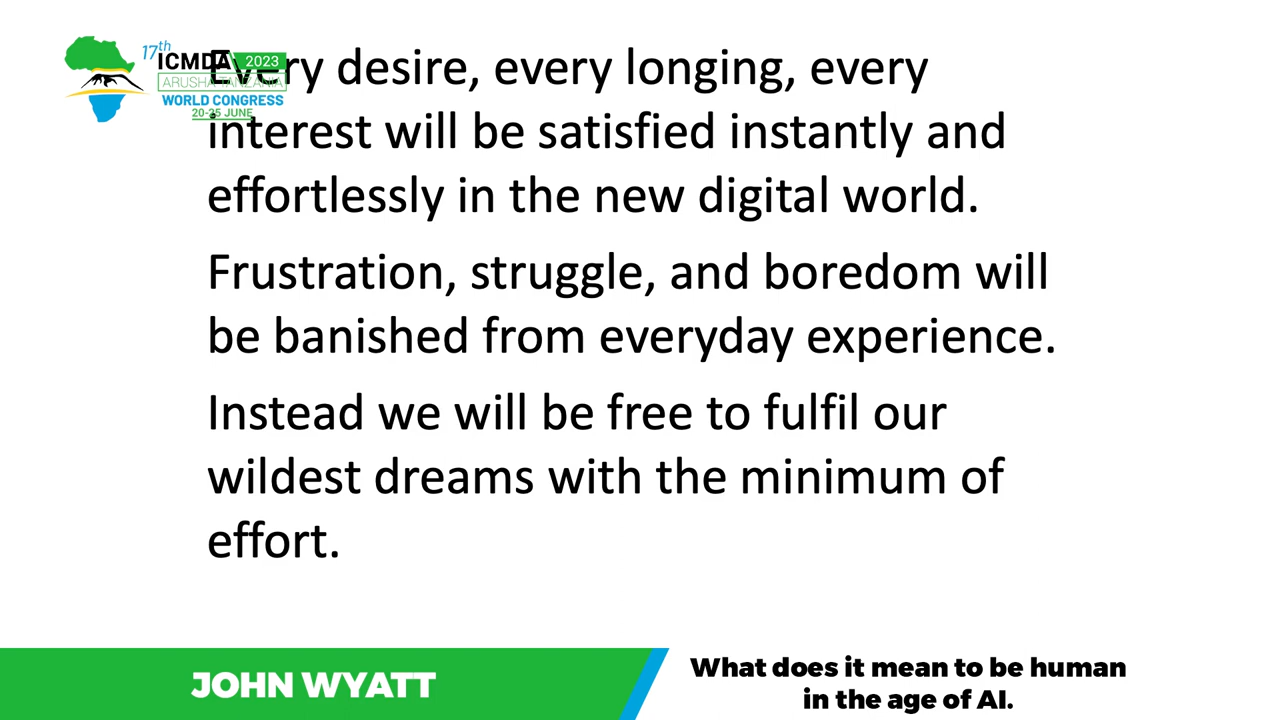 17th
ICMDA 2023
ARUSHA TANZANIA
WORLD CONGRESS
20-25 JUNE
Every desire, every longing, every
interest will be satisfied instantly and
effortlessly in the new digital world.
Frustration, struggle, and boredom will
be banished from everyday experience.
Instead we will be free to fulfil our
wildest dreams with the minimum of
effort.
JOHN WYATT
What does it mean to be human
in the age of AI.